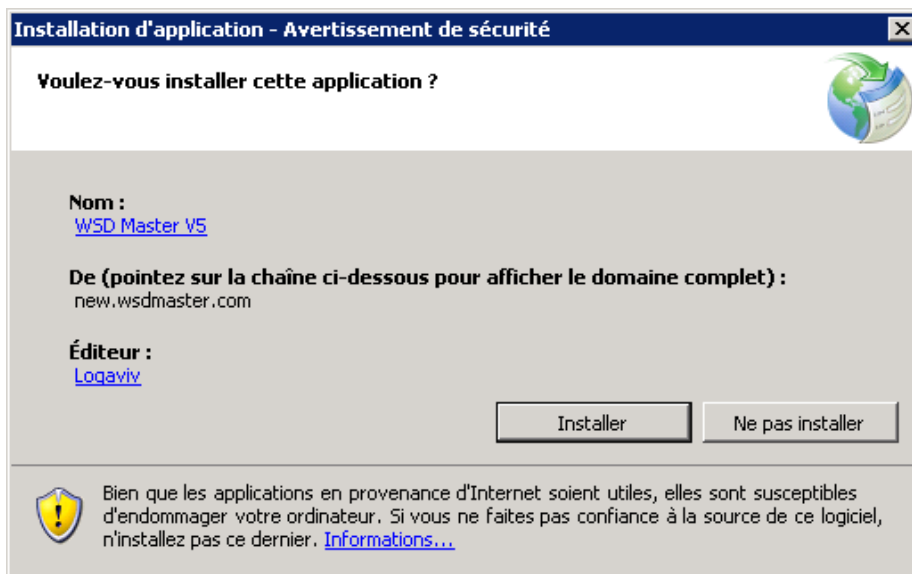 Installation d'application - Avertissement de sécurité
Voulez-vous installer cette application ?
Nom :
WSD Master V5
De (pointez sur la chaîne ci-dessous pour afficher le domaine complet) :
new.wsdmaster.com
Éditeur :
Logaviv
Installer
Ne pas installer
Bien que les applications en provenance d'Internet soient utiles, elles sont susceptibles
d'endommager votre ordinateur. Si vous ne faites pas confiance à la source de ce logiciel,
n'installez pas ce dernier. Informations...